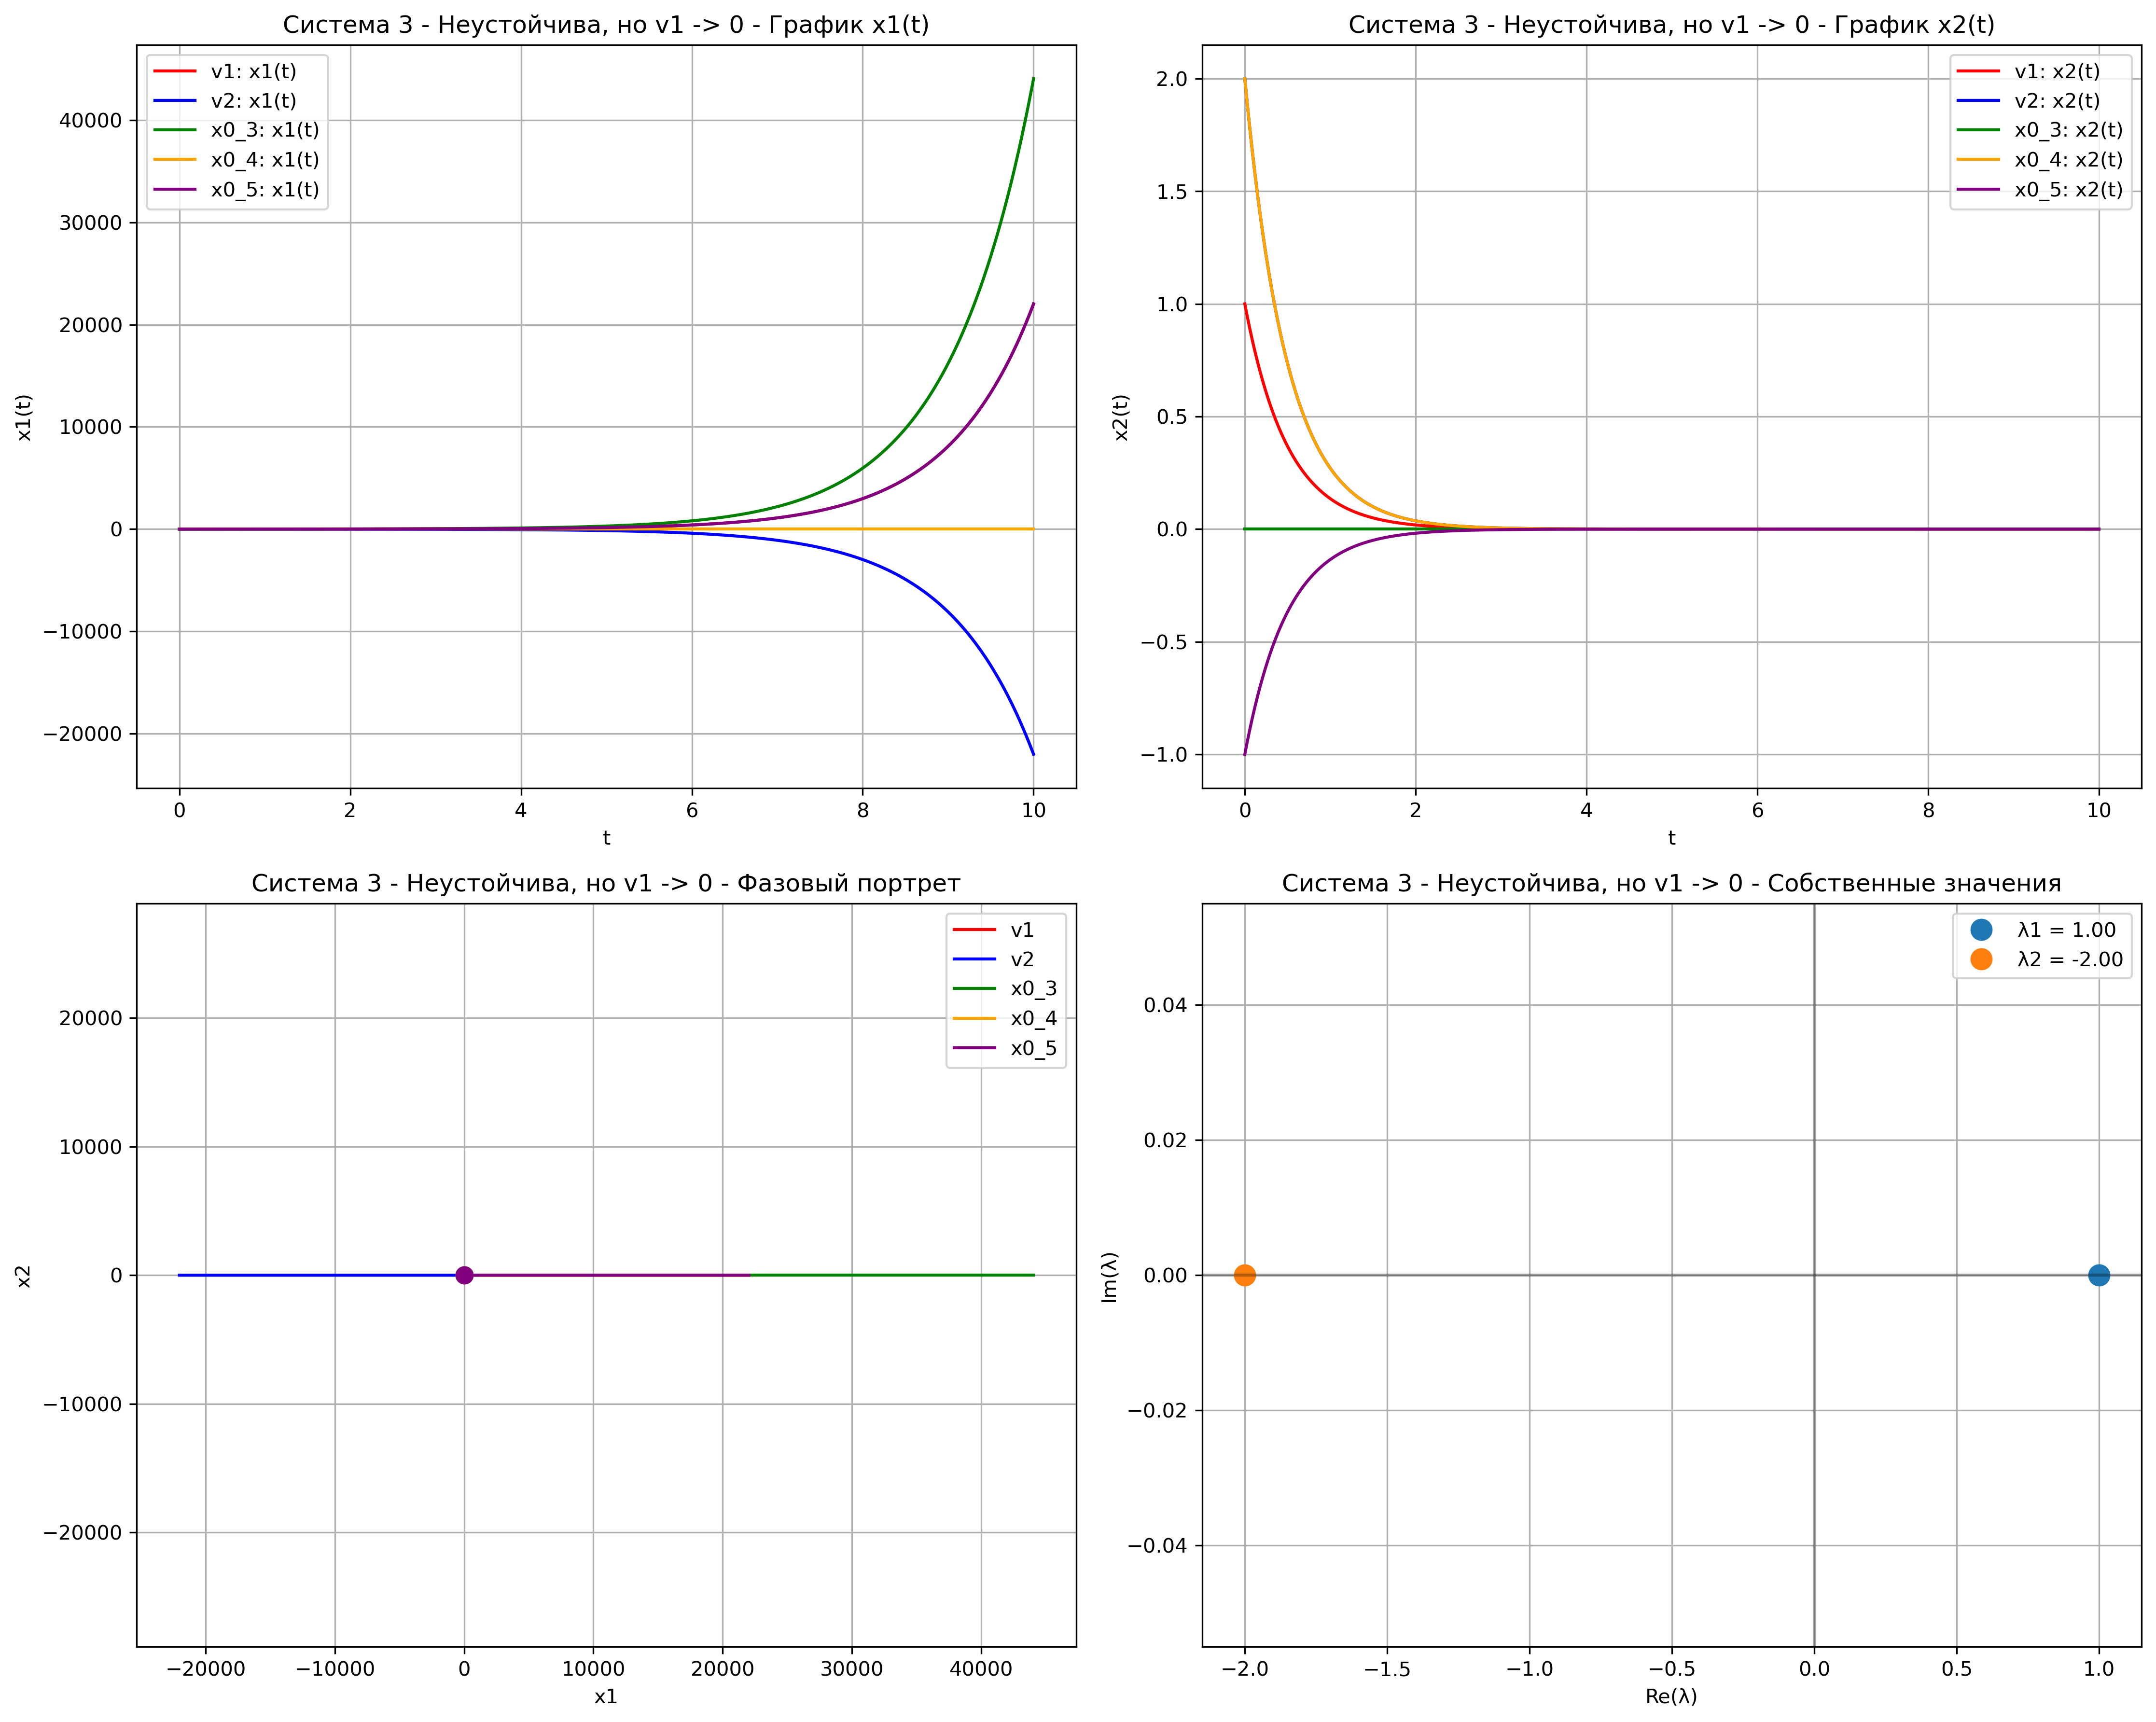 Система 3 - Неустойчива, но v1 -> 0 - График x1(t)
v1: x1(t)
v2: x1(t)
x0_3: x1(t)
x0_4: x1(t)
x0_5: x1(t)
40000
30000
20000
10000
0
−10000
−20000
x1(t)
0 2 4 6 8 10
t
Система 3 - Неустойчива, но v1 -> 0 - График x2(t)
v1: x2(t)
v2: x2(t)
x0_3: x2(t)
x0_4: x2(t)
x0_5: x2(t)
2.0
1.5
1.0
0.5
0.0
−0.5
−1.0
x2(t)
0 2 4 6 8 10
t
Система 3 - Неустойчива, но v1 -> 0 - Фазовый портрет
v1
v2
x0_3
x0_4
x0_5
20000
10000
0
−10000
−20000
x2
−20000 −10000 0 10000 20000 30000 40000
x1
Система 3 - Неустойчива, но v1 -> 0 - Собственные значения
λ1 = 1.00
λ2 = -2.00
0.04
0.02
0.00
−0.02
−0.04
Im(λ)
−2.0 −1.5 −1.0 −0.5 0.0 0.5 1.0
Re(λ)